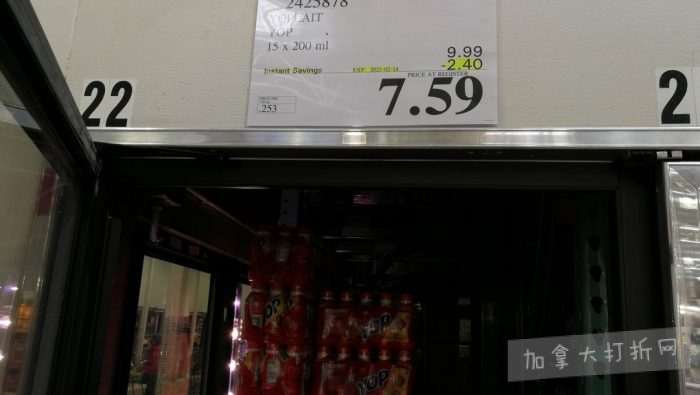 2425878
YOPLAIT
YOP
15 x 200 ml
9.99
Instant Savings
-2.40
PRICE AT REGISTER
7.59
.253
22
2
YOP
YOP
YOP
加拿大打折网